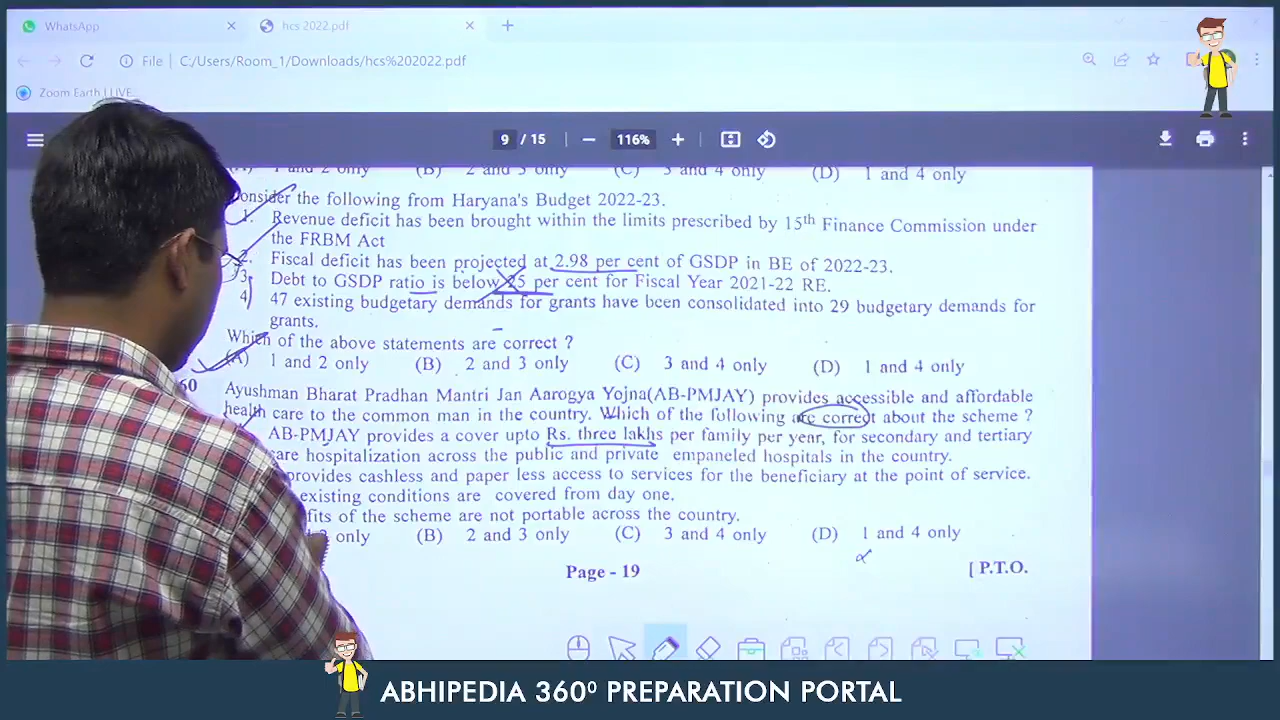 WhatsApp
hcs 2022.pdf
File | C:/Users/Room_1/Downloads/hcs%202022.pdf
Zoom Earth | LIVE
9 / 15
116%
1 and 2 only (B) 2 and 3 only (C) 3 and 4 only (D) 1 and 4 only
Consider the following from Haryana's Budget 2022-23.
1. Revenue deficit has been brought within the limits prescribed by 15th Finance Commission under
the FRBM Act
2. Fiscal deficit has been projected at 2.98 per cent of GSDP in BE of 2022-23.
3. Debt to GSDP ratio is below 25 per cent for Fiscal Year 2021-22 RE.
4. 47 existing budgetary demands for grants have been consolidated into 29 budgetary demands for
grants.
Which of the above statements are correct ?
(A) 1 and 2 only (B) 2 and 3 only (C) 3 and 4 only (D) 1 and 4 only
60 Ayushman Bharat Pradhan Mantri Jan Aarogya Yojna(AB-PMJAY) provides accessible and affordable
health care to the common man in the country. Which of the following are correct about the scheme ?
AB-PMJAY provides a cover upto Rs. three lakhs per family per year, for secondary and tertiary
care hospitalization across the public and private empaneled hospitals in the country.
provides cashless and paper less access to services for the beneficiary at the point of service.
existing conditions are covered from day one.
of the scheme are not portable across the country.
only (B) 2 and 3 only (C) 3 and 4 only (D) 1 and 4 only
Page - 19
[ P.T.O.
ABHIPEDIA 360⁰ PREPARATION PORTAL